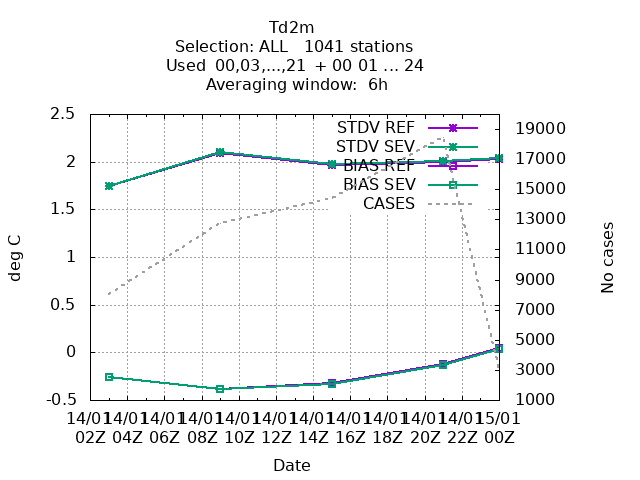 Td2m
Selection: ALL   1041 stations
Used  00,03,...,21  + 00 01 ... 24
Averaging window:  6h
2.5
2
1.5
1
0.5
0
-0.5
deg C
STDV REF
STDV SEV
BIAS REF
BIAS SEV
CASES
19000
17000
15000
13000
11000
9000
7000
5000
3000
1000
No cases
14/01 14/01 14/01 14/01 14/01 14/01 14/01 14/01 14/01 14/01 14/01 15/01
02Z 04Z 06Z 08Z 10Z 12Z 14Z 16Z 18Z 20Z 22Z 00Z
Date